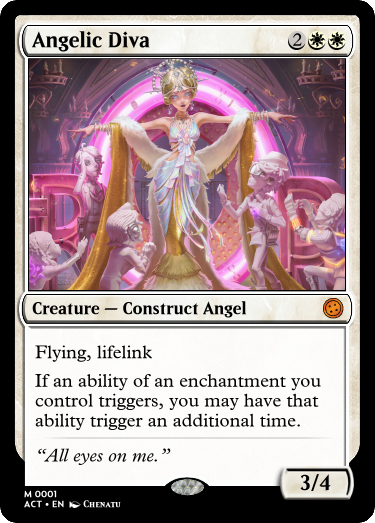 Angelic Diva 2
Creature — Construct Angel
Flying, lifelink
If an ability of an enchantment you
control triggers, you may have that
ability trigger an additional time.
“All eyes on me.”
3/4
M 0001
ACT • EN Chenatu